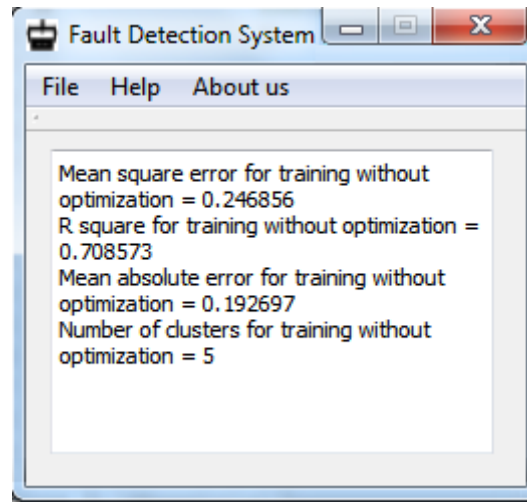 Fault Detection System
File Help About us
Mean square error for training without
optimization = 0.246856
R square for training without optimization =
0.708573
Mean absolute error for training without
optimization = 0.192697
Number of clusters for training without
optimization = 5